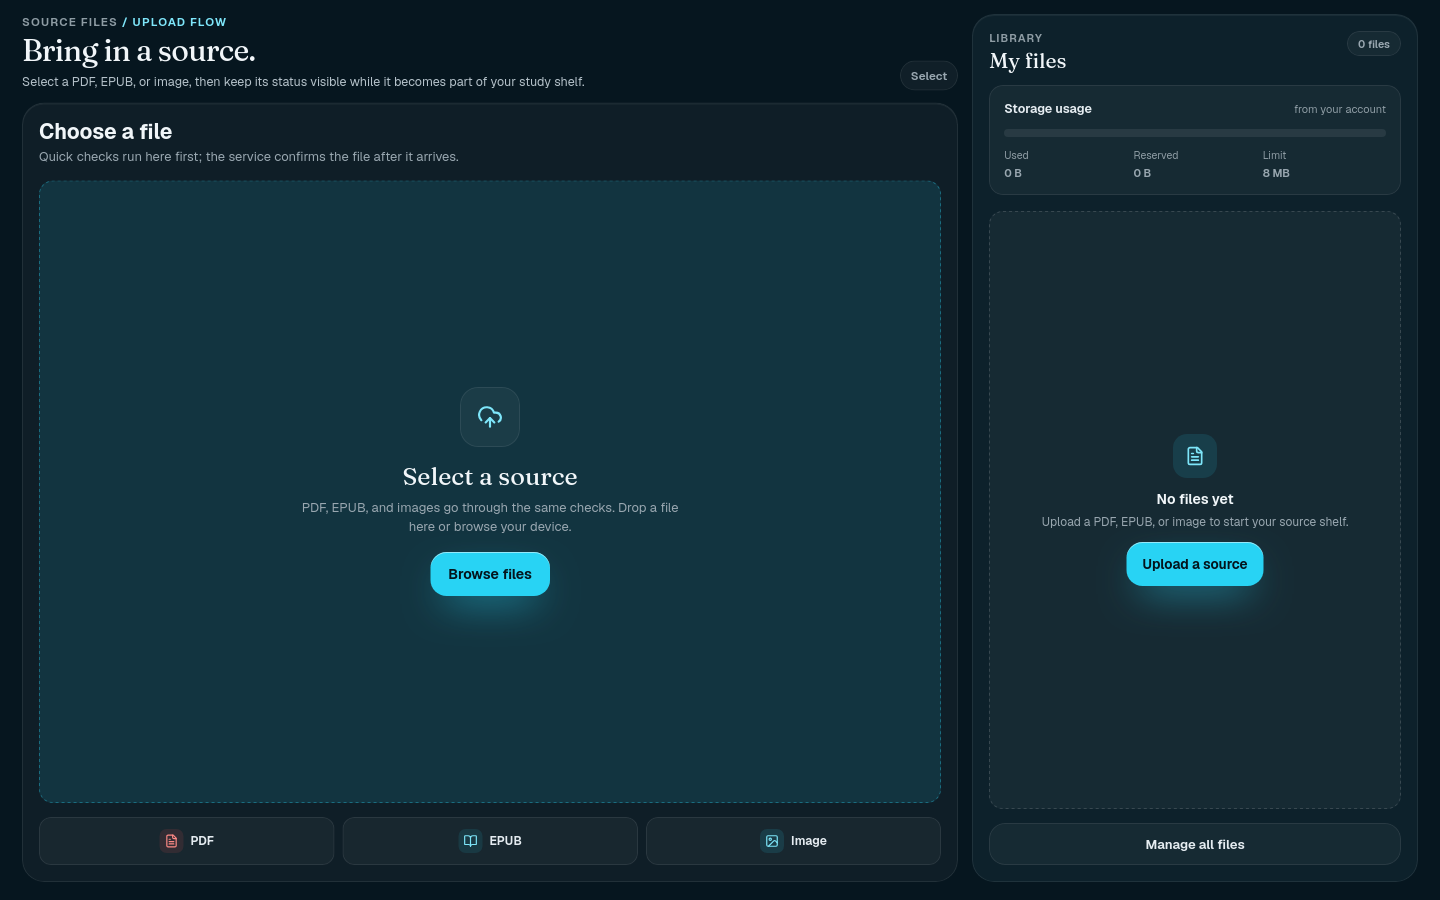 SOURCE FILES / UPLOAD FLOW
Bring in a source.
Select a PDF, EPUB, or image, then keep its status visible while it becomes part of your study shelf.
Select
Choose a file
Quick checks run here first; the service confirms the file after it arrives.
Select a source
PDF, EPUB, and images go through the same checks. Drop a file
here or browse your device.
Browse files
PDF
EPUB
Image
LIBRARY
My files
0 files
Storage usage
from your account
Used
Reserved
Limit
0 B
0 B
8 MB
No files yet
Upload a PDF, EPUB, or image to start your source shelf.
Upload a source
Manage all files